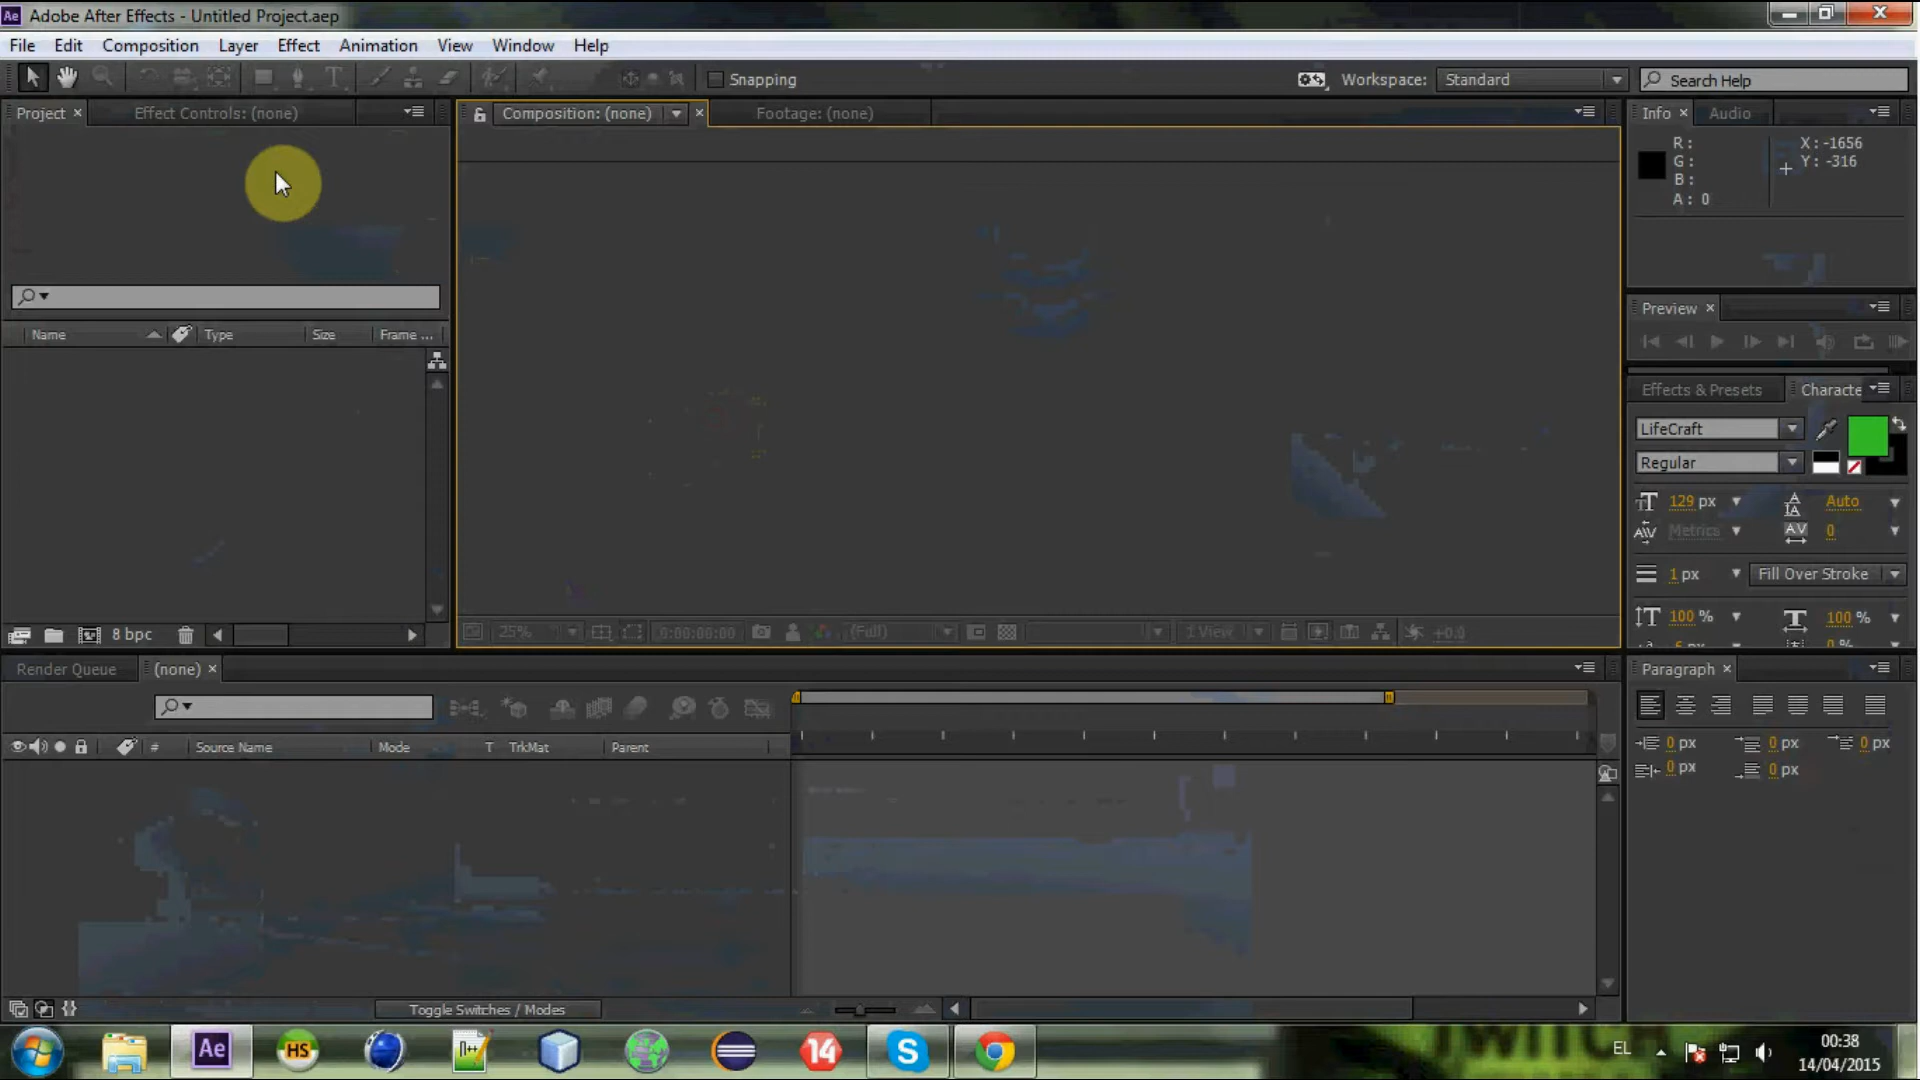 Ae Adobe After Effects - Untitled Project.aep
File Edit Composition Layer Effect Animation View Window Help
Snapping Workspace: Standard Search Help
Project Effect Controls: (none) Composition: (none) Footage: (none) Info Audio
R: X: -1656
G: Y: -316
B:
A: 0
Name Type Size Frame ...
Preview
Effects & Presets Characte
LifeCraft
Regular
129 px Auto
Metrics 0
1 px Fill Over Stroke
100 % 100 %
8 bpc 25% 0:00:00:00 (Full) 1 View +0.0
Render Queue (none) Paragraph
# Source Name Mode T TrkMat Parent
0 px 0 px 0 px
0 px 0 px
Toggle Switches / Modes
Ae HS 14 EL 00:38
14/04/2015